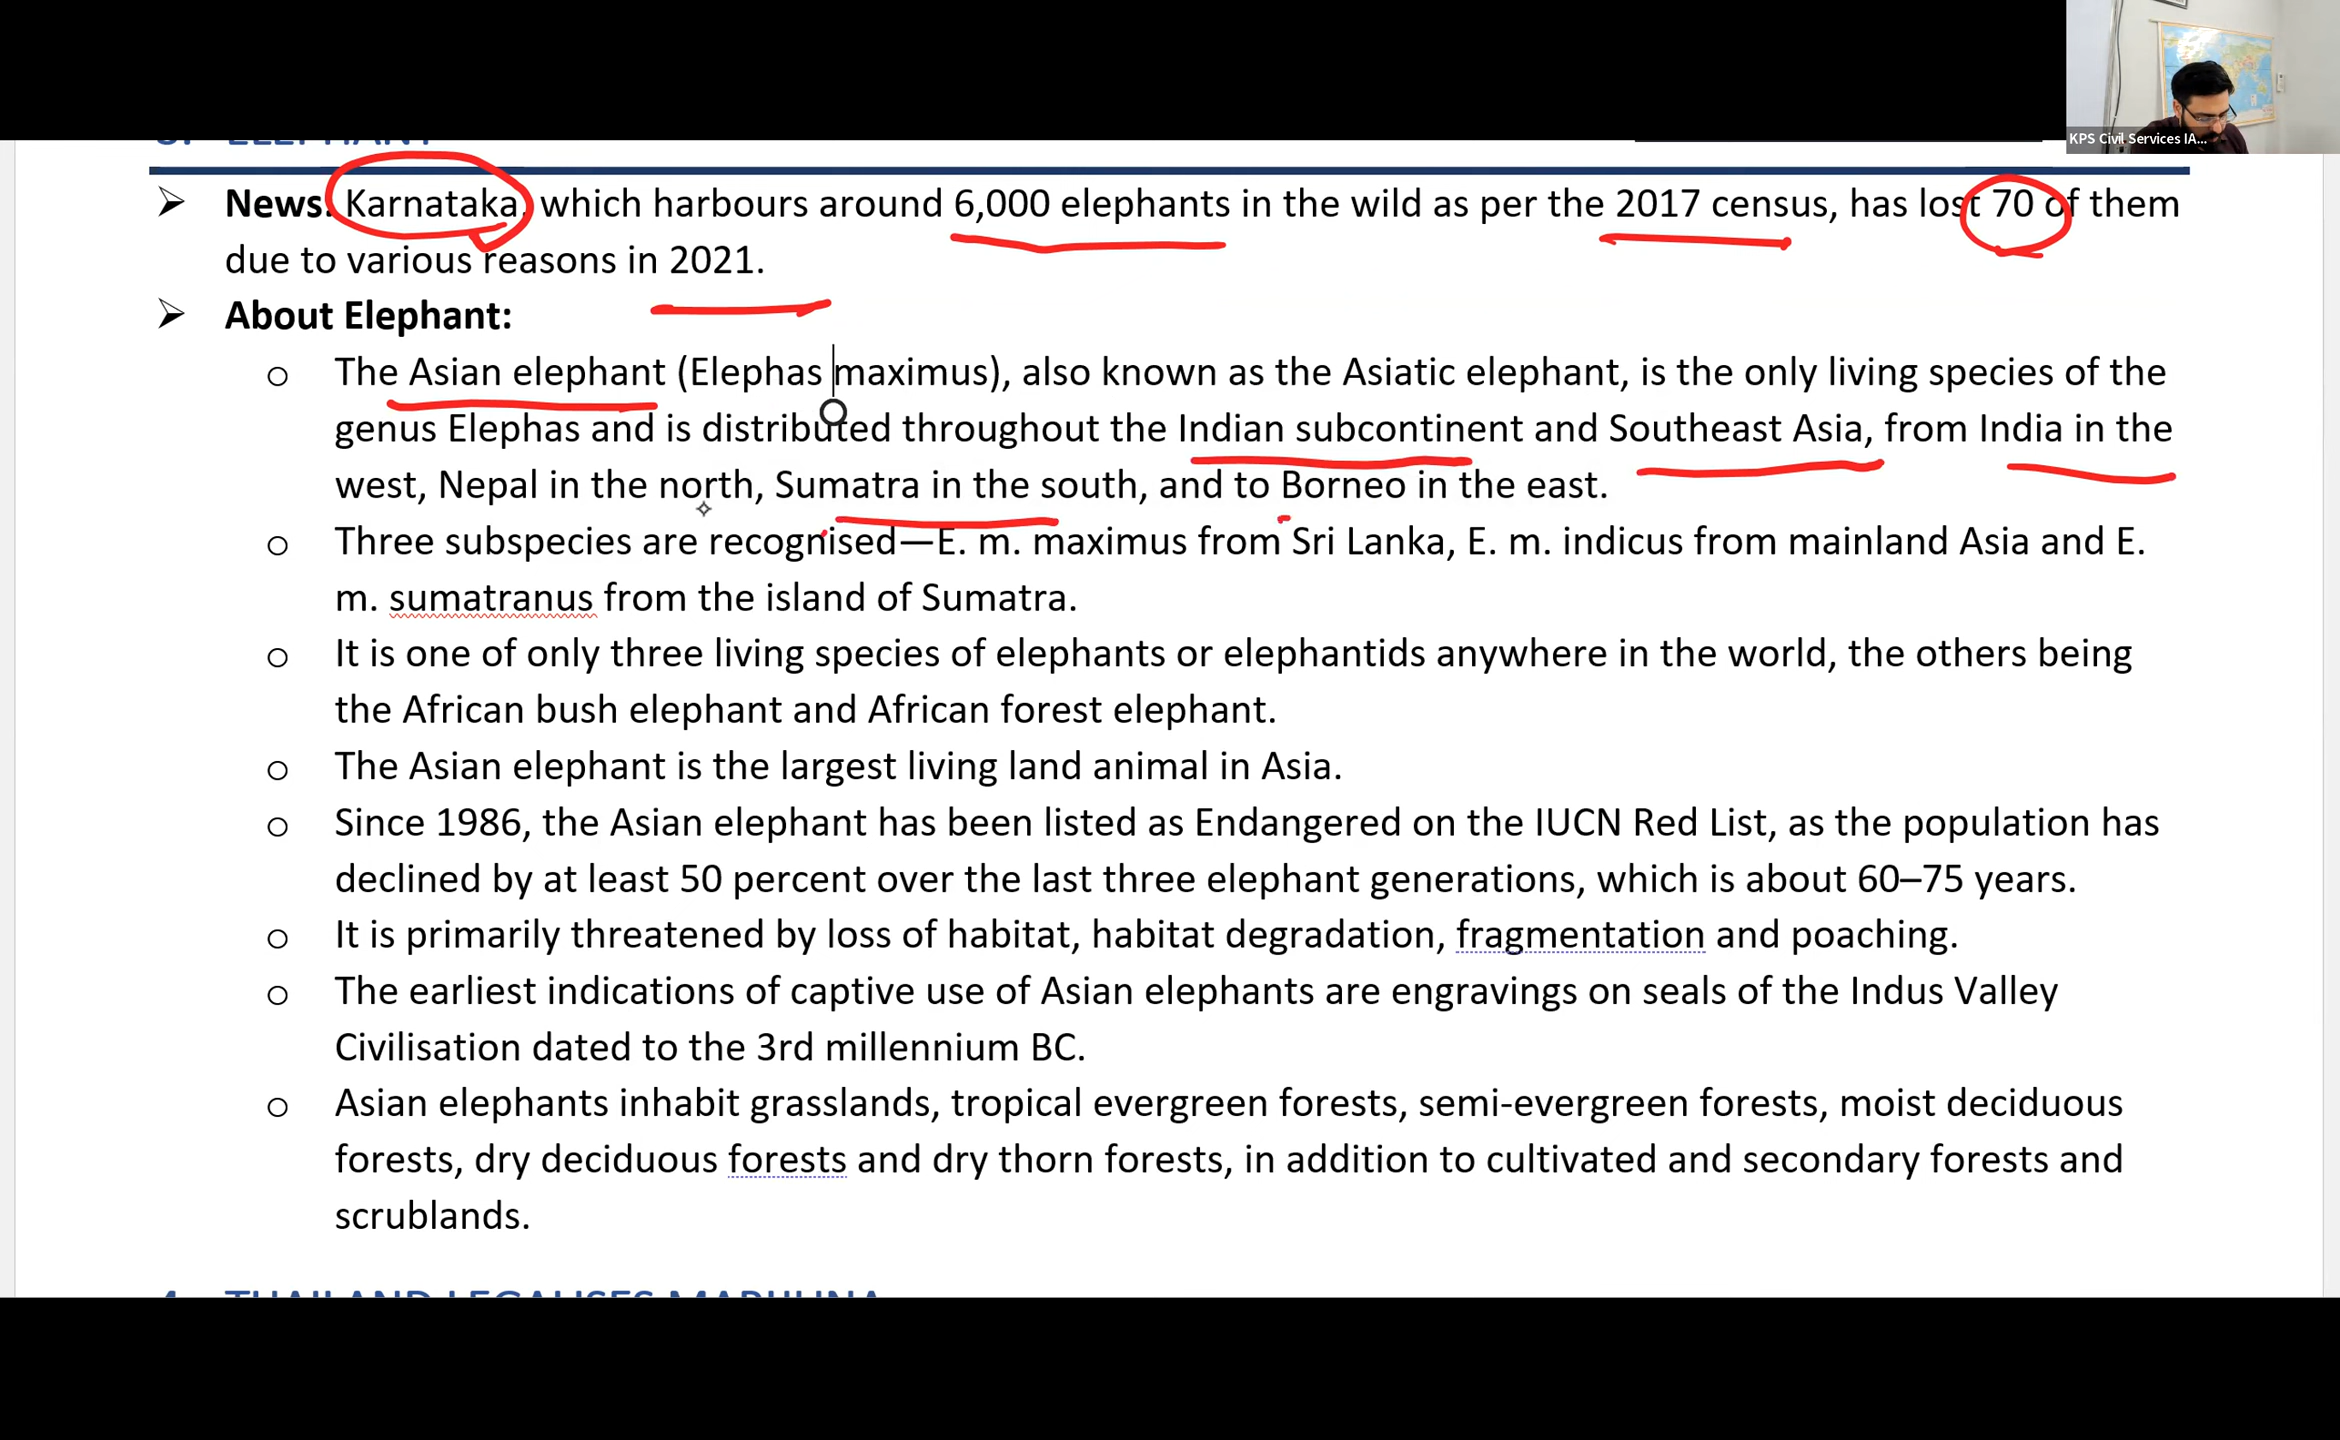 KPS Civil Services IA...
3. ELEPHANT
➢ News: Karnataka, which harbours around 6,000 elephants in the wild as per the 2017 census, has lost 70 of them
due to various reasons in 2021.
➢ About Elephant:
o The Asian elephant (Elephas maximus), also known as the Asiatic elephant, is the only living species of the
genus Elephas and is distributed throughout the Indian subcontinent and Southeast Asia, from India in the
west, Nepal in the north, Sumatra in the south, and to Borneo in the east.
o Three subspecies are recognised—E. m. maximus from Sri Lanka, E. m. indicus from mainland Asia and E.
m. sumatranus from the island of Sumatra.
o It is one of only three living species of elephants or elephantids anywhere in the world, the others being
the African bush elephant and African forest elephant.
o The Asian elephant is the largest living land animal in Asia.
o Since 1986, the Asian elephant has been listed as Endangered on the IUCN Red List, as the population has
declined by at least 50 percent over the last three elephant generations, which is about 60–75 years.
o It is primarily threatened by loss of habitat, habitat degradation, fragmentation and poaching.
o The earliest indications of captive use of Asian elephants are engravings on seals of the Indus Valley
Civilisation dated to the 3rd millennium BC.
o Asian elephants inhabit grasslands, tropical evergreen forests, semi-evergreen forests, moist deciduous
forests, dry deciduous forests and dry thorn forests, in addition to cultivated and secondary forests and
scrublands.
4. THAILAND LEGALISES MARIJUNA